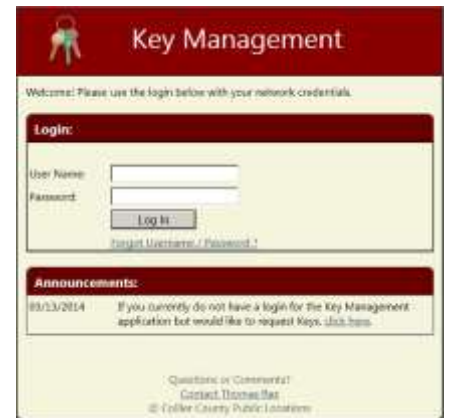 Key Management
Welcome! Please use the login below with your network credentials.
Login:
User Name:
Password:
Log In
Forgot Username / Password ?
Announcements:
03/13/2014
If you currently do not have a login for the Key Management
application but would like to request Keys, click here.
Questions or Comments?
Contact Thomas
© Collier County Public